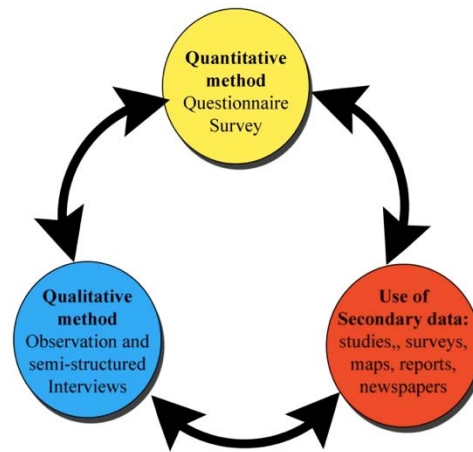 Quantitative
method
Questionnaire
Survey
Qualitative
method
Observation and
semi-structured
Interviews
Use of
Secondary data:
studies,, surveys,
maps, reports,
newspapers